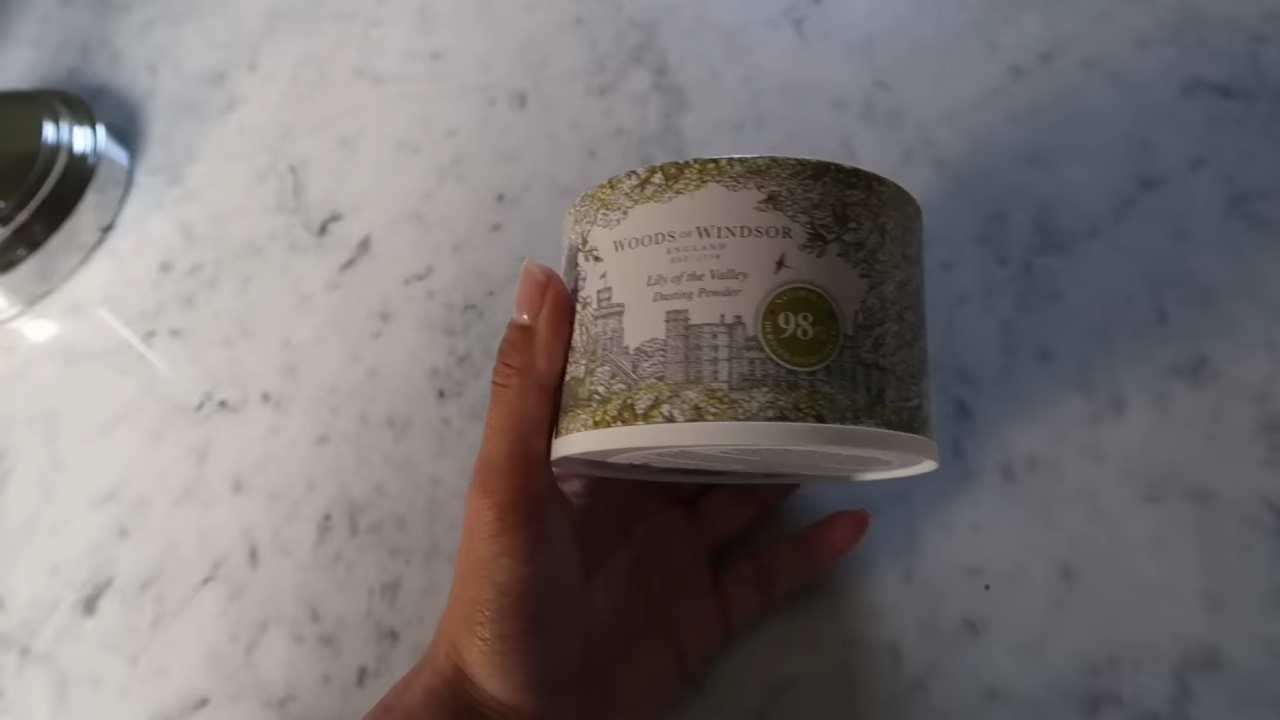 WOODS OF WINDSOR
ENGLAND
Lily of the Valley
Dusting Powder
98